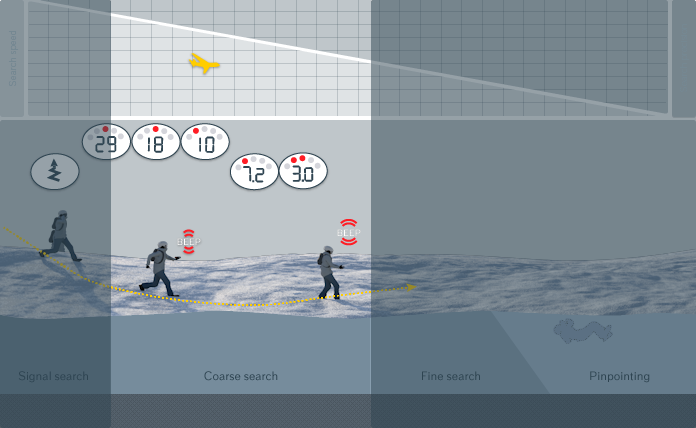 Search speed
29 18 10
7.2 3.0
BEEP
BEEP
Signal search Coarse search Fine search Pinpointing